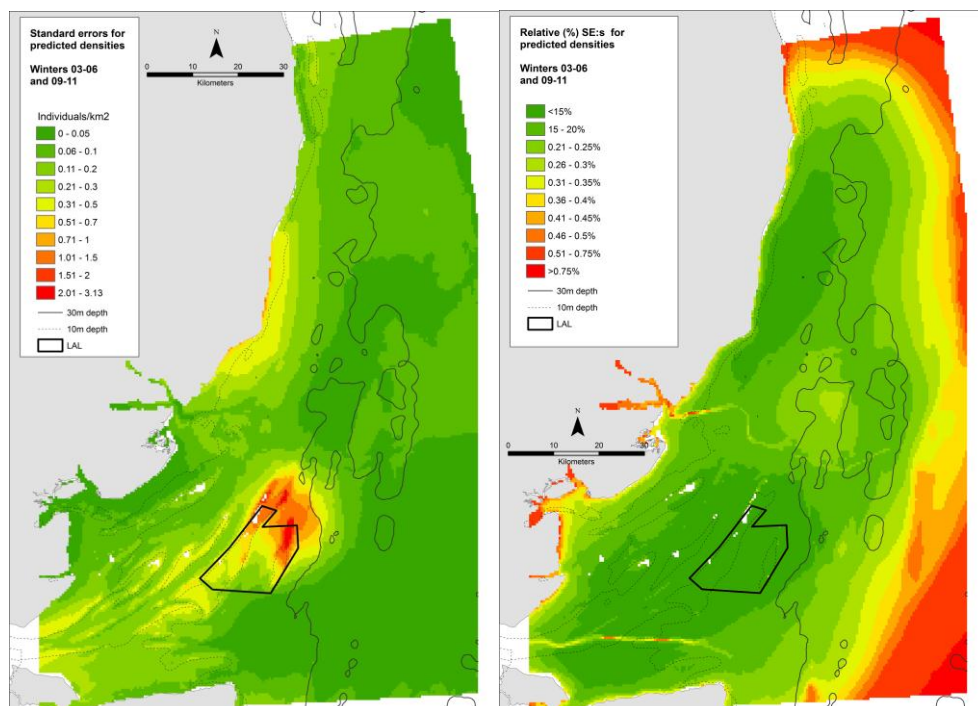 Standard errors for
predicted densities
Winters 03-06
and 09-11
N
0 10 20 30
Kilometers
Individuals/km2
0 - 0.05
0.06 - 0.1
0.11 - 0.2
0.21 - 0.3
0.31 - 0.5
0.51 - 0.7
0.71 - 1
1.01 - 1.5
1.51 - 2
2.01 - 3.13
30m depth
10m depth
LAL
Relative (%) SE:s for
predicted densities
Winters 03-06
and 09-11
<15%
15 - 20%
0.21 - 0.25%
0.26 - 0.3%
0.31 - 0.35%
0.36 - 0.4%
0.41 - 0.45%
0.46 - 0.5%
0.51 - 0.75%
>0.75%
30m depth
10m depth
LAL
N
0 10 20 30
Kilometers